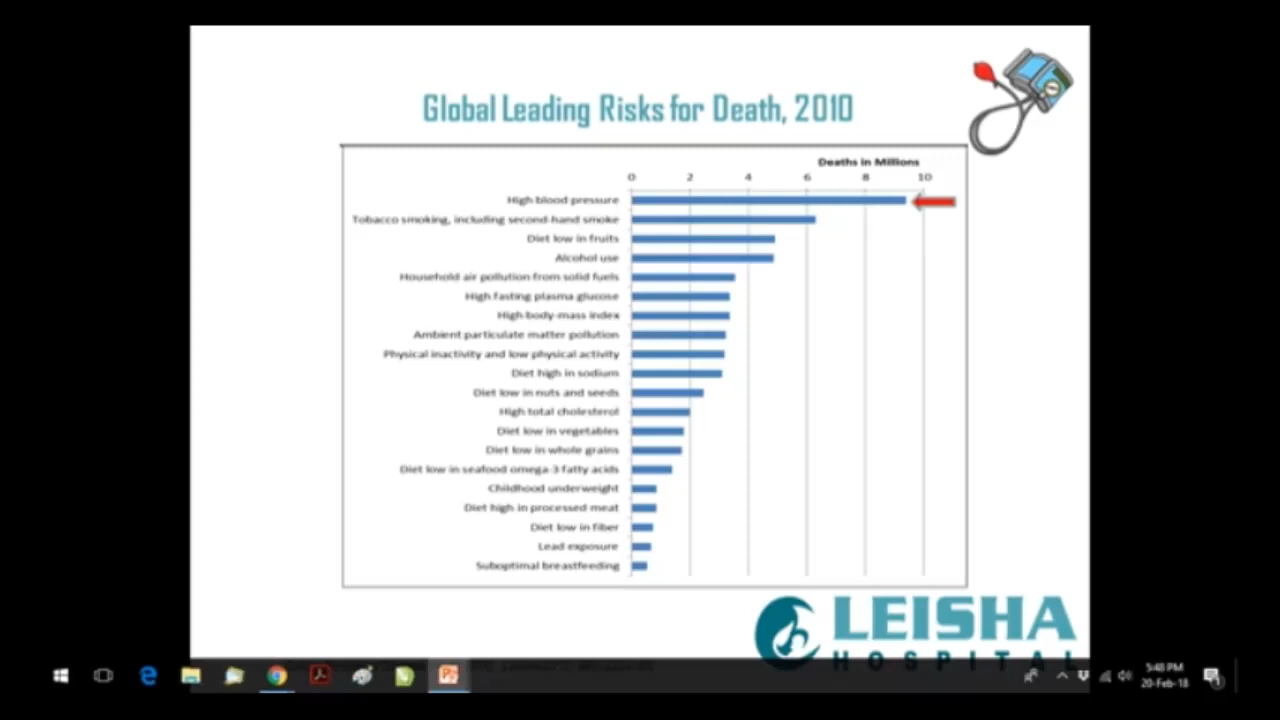 Global Leading Risks for Death, 2010
Deaths in Millions
0 2 4 6 8 10
High blood pressure
Tobacco smoking, including second-hand smoke
Diet low in fruits
Alcohol use
Household air pollution from solid fuels
High fasting plasma glucose
High body-mass index
Ambient particulate matter pollution
Physical inactivity and low physical activity
Diet high in sodium
Diet low in nuts and seeds
High total cholesterol
Diet low in vegetables
Diet low in whole grains
Diet low in seafood omega-3 fatty acids
Childhood underweight
Diet high in processed meat
Diet low in fiber
Lead exposure
Suboptimal breastfeeding
LEISHA
HOSPITAL
5:48 PM
20-Feb-18